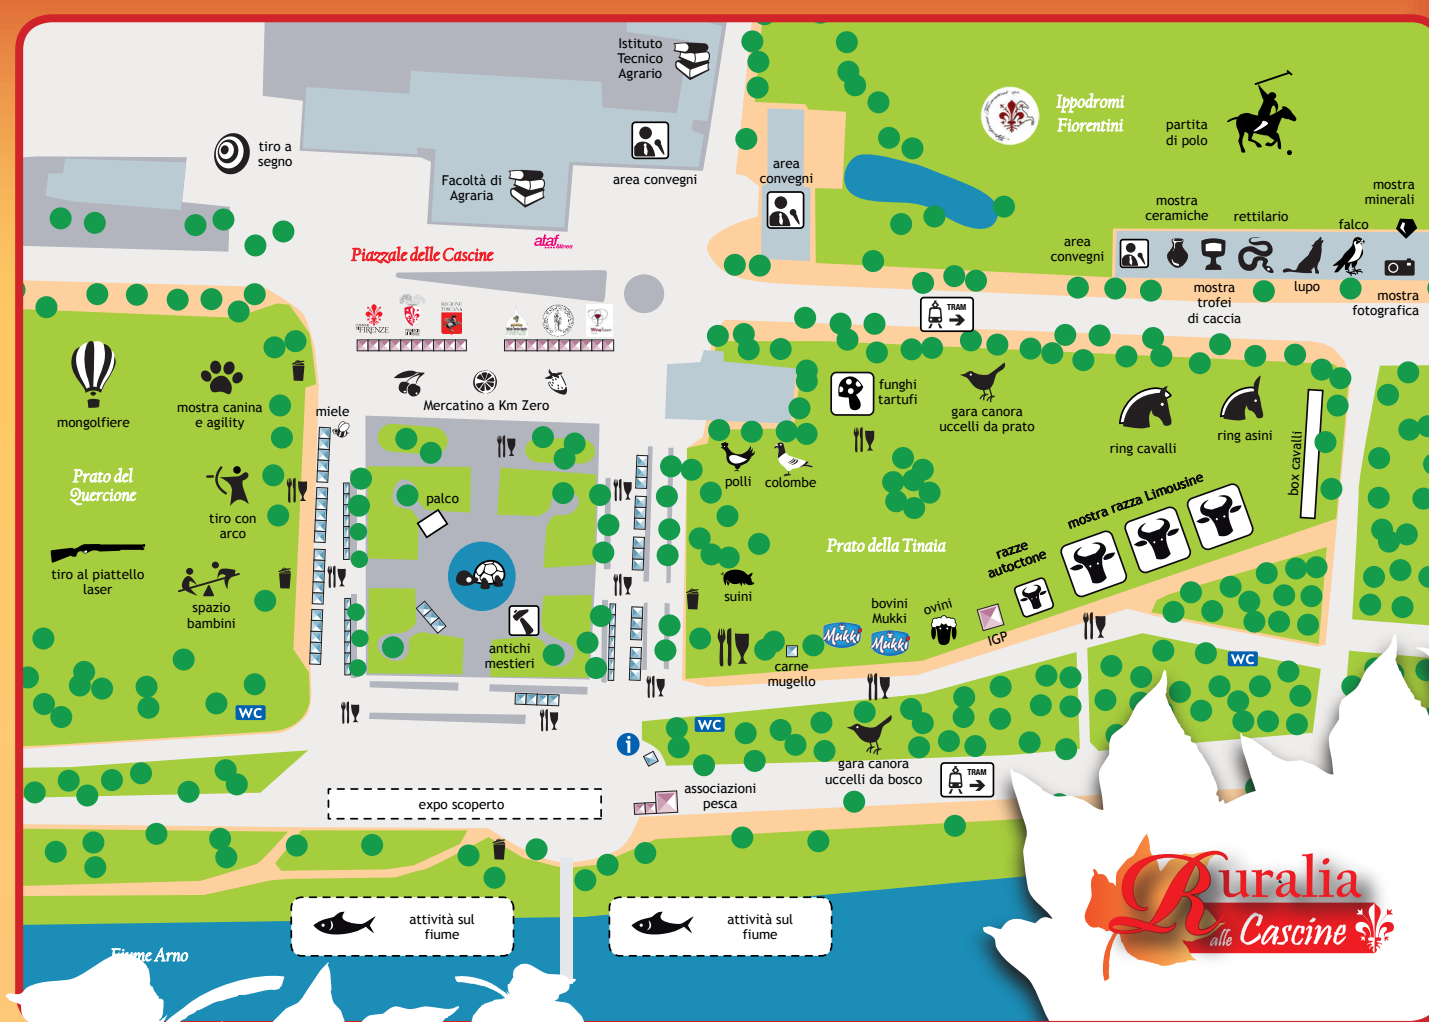 Istituto
Tecnico
Agrario
Ippodromi
Fiorentini
partita
di polo
tiro a
segno
area convegni
area
convegni
Facoltà di
Agraria
mostra
minerali
mostra
ceramiche
rettilario
falco
area
convegni
lupo
mostra
trofei
di caccia
mostra
fotografica
ataf
&linea
Piazzale delle Cascine
FIRENZE
REGIONE
TOSCANA
TRAM
Mercatino a Km Zero
mongolfiere
mostra canina
e agility
miele
funghi
tartufi
gara canora
uccelli da prato
ring cavalli
ring asini
box cavalli
Prato del
Quercione
tiro con
arco
palco
polli
colombe
mostra razza Limousine
Prato della Tinaia
razze
autoctone
tiro al piattello
laser
spazio
bambini
suini
bovini
Mukki
ovini
IGP
Mukki
Mukki
antichi
mestieri
carne
mugello
WC
WC
WC
i
gara canora
uccelli da bosco
TRAM
associazioni
pesca
expo scoperto
attività sul
fiume
attività sul
fiume
Fiume Arno
Ruralia
alle Cascine